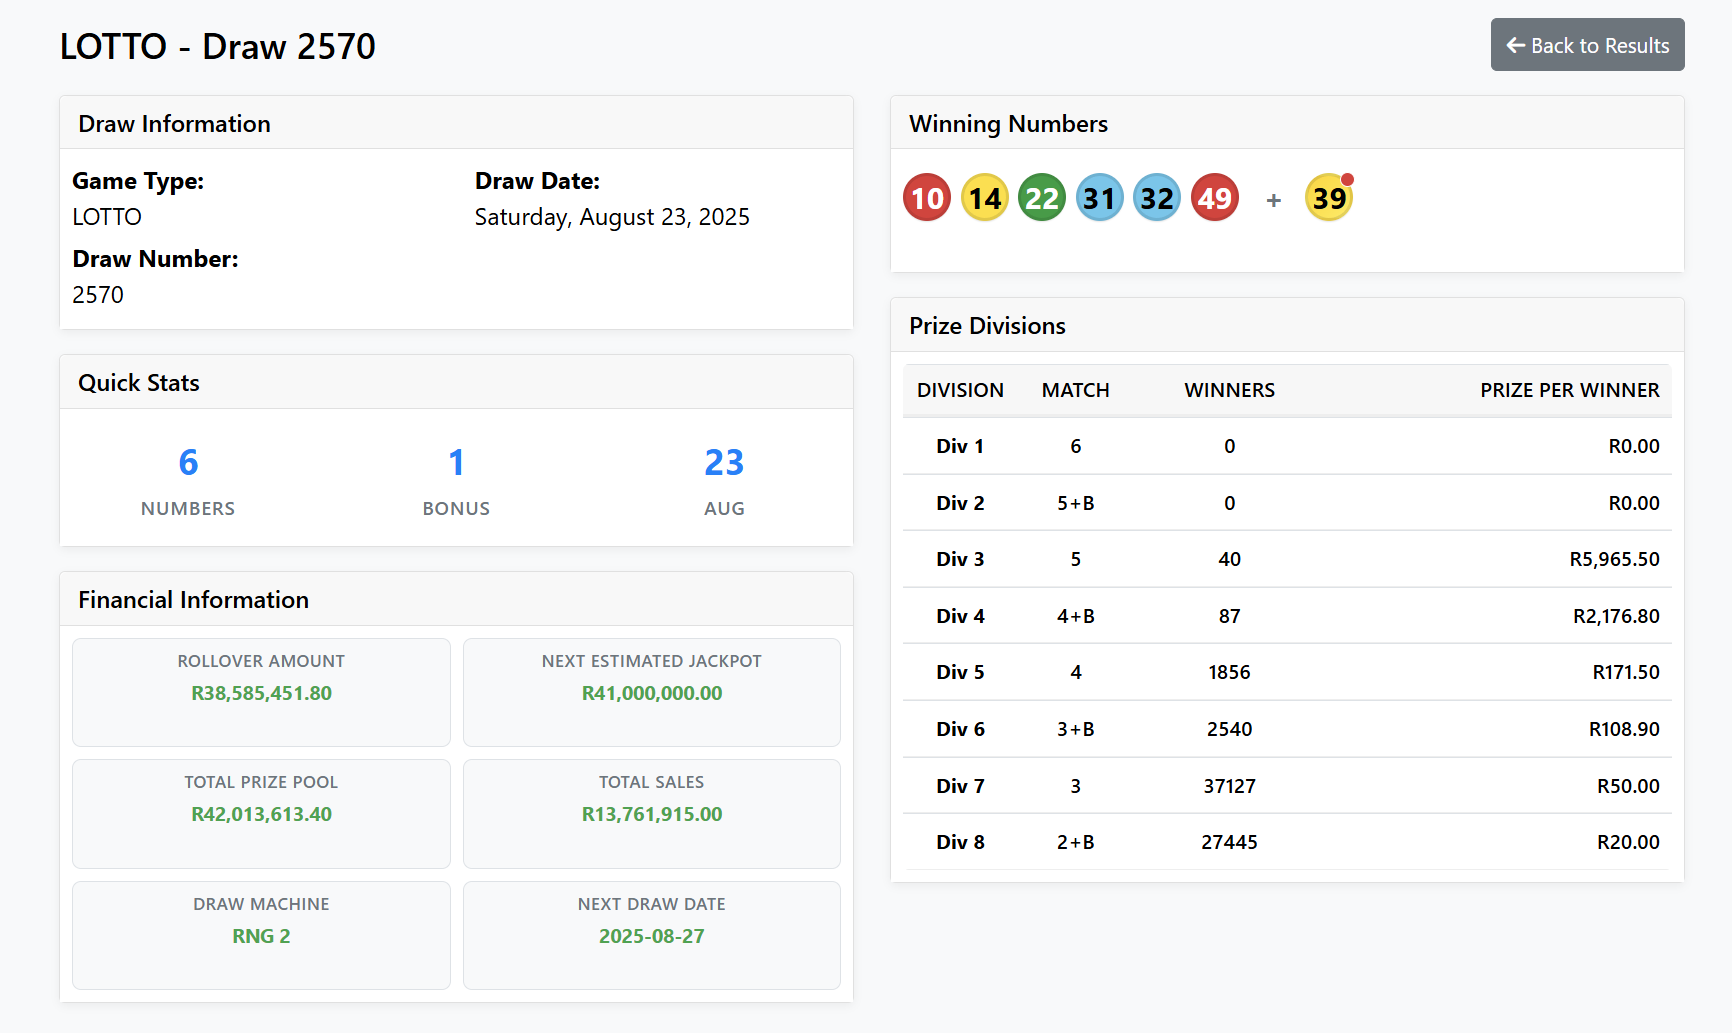 LOTTO - Draw 2570
Back to Results
Draw Information
Game Type:
LOTTO
Draw Date:
Saturday, August 23, 2025
Draw Number:
2570
Quick Stats
6
NUMBERS
1
BONUS
23
AUG
Financial Information
ROLLOVER AMOUNT
R38,585,451.80
NEXT ESTIMATED JACKPOT
R41,000,000.00
TOTAL PRIZE POOL
R42,013,613.40
TOTAL SALES
R13,761,915.00
DRAW MACHINE
RNG 2
NEXT DRAW DATE
2025-08-27
Winning Numbers
10 14 22 31 32 49 + 39
Prize Divisions
DIVISION MATCH WINNERS PRIZE PER WINNER
Div 1 6 0 R0.00
Div 2 5+B 0 R0.00
Div 3 5 40 R5,965.50
Div 4 4+B 87 R2,176.80
Div 5 4 1856 R171.50
Div 6 3+B 2540 R108.90
Div 7 3 37127 R50.00
Div 8 2+B 27445 R20.00